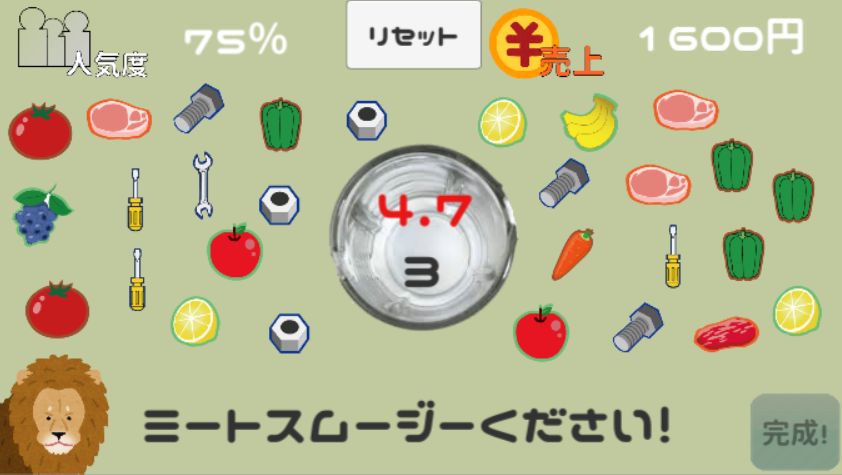 人気度
75%
リセット
¥
売上
1600円
4.7
3
ミートスムージーください!
完成!